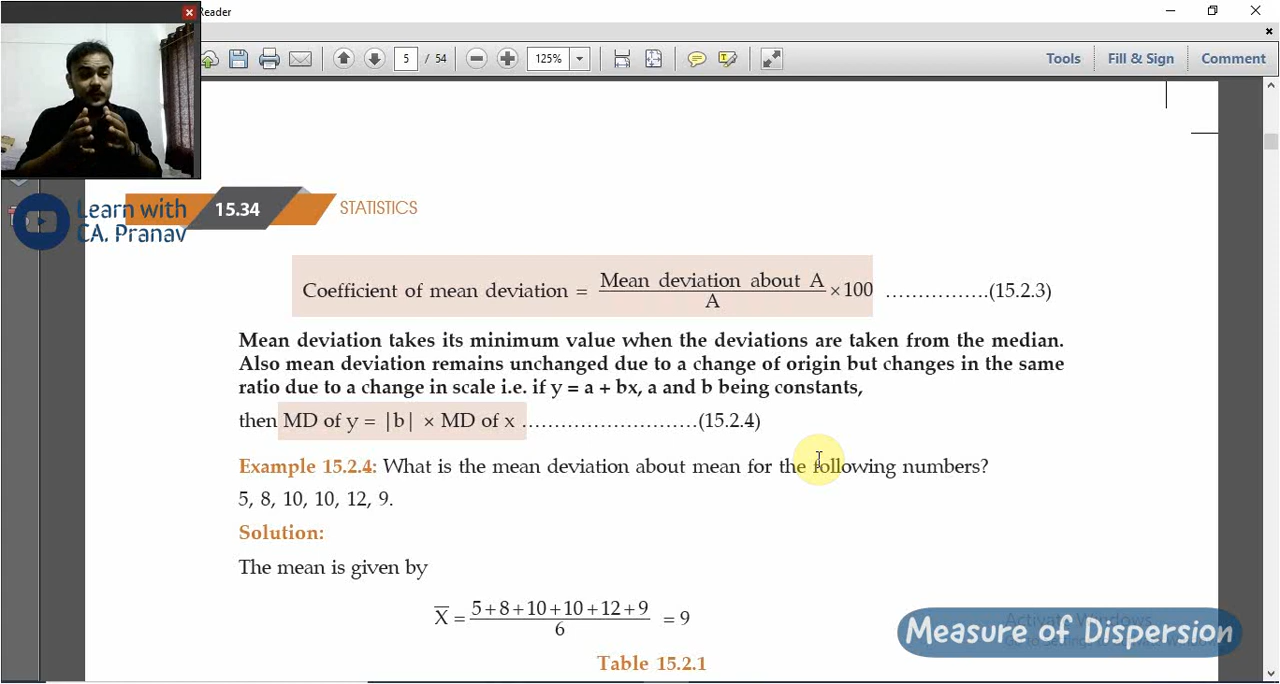 Reader
5 / 54
125%
Tools
Fill & Sign
Comment
Learn with
CA. Pranav
15.34
STATISTICS
Coefficient of mean deviation = Mean deviation about A / A ×100 ................(15.2.3)
Mean deviation takes its minimum value when the deviations are taken from the median.
Also mean deviation remains unchanged due to a change of origin but changes in the same
ratio due to a change in scale i.e. if y = a + bx, a and b being constants,
then MD of y = |b| × MD of x ...........................(15.2.4)
Example 15.2.4: What is the mean deviation about mean for the following numbers?
5, 8, 10, 10, 12, 9.
Solution:
The mean is given by
X̄ = 5+8+10+10+12+9 / 6 = 9
Activate Windows
Measure of Dispersion
Table 15.2.1